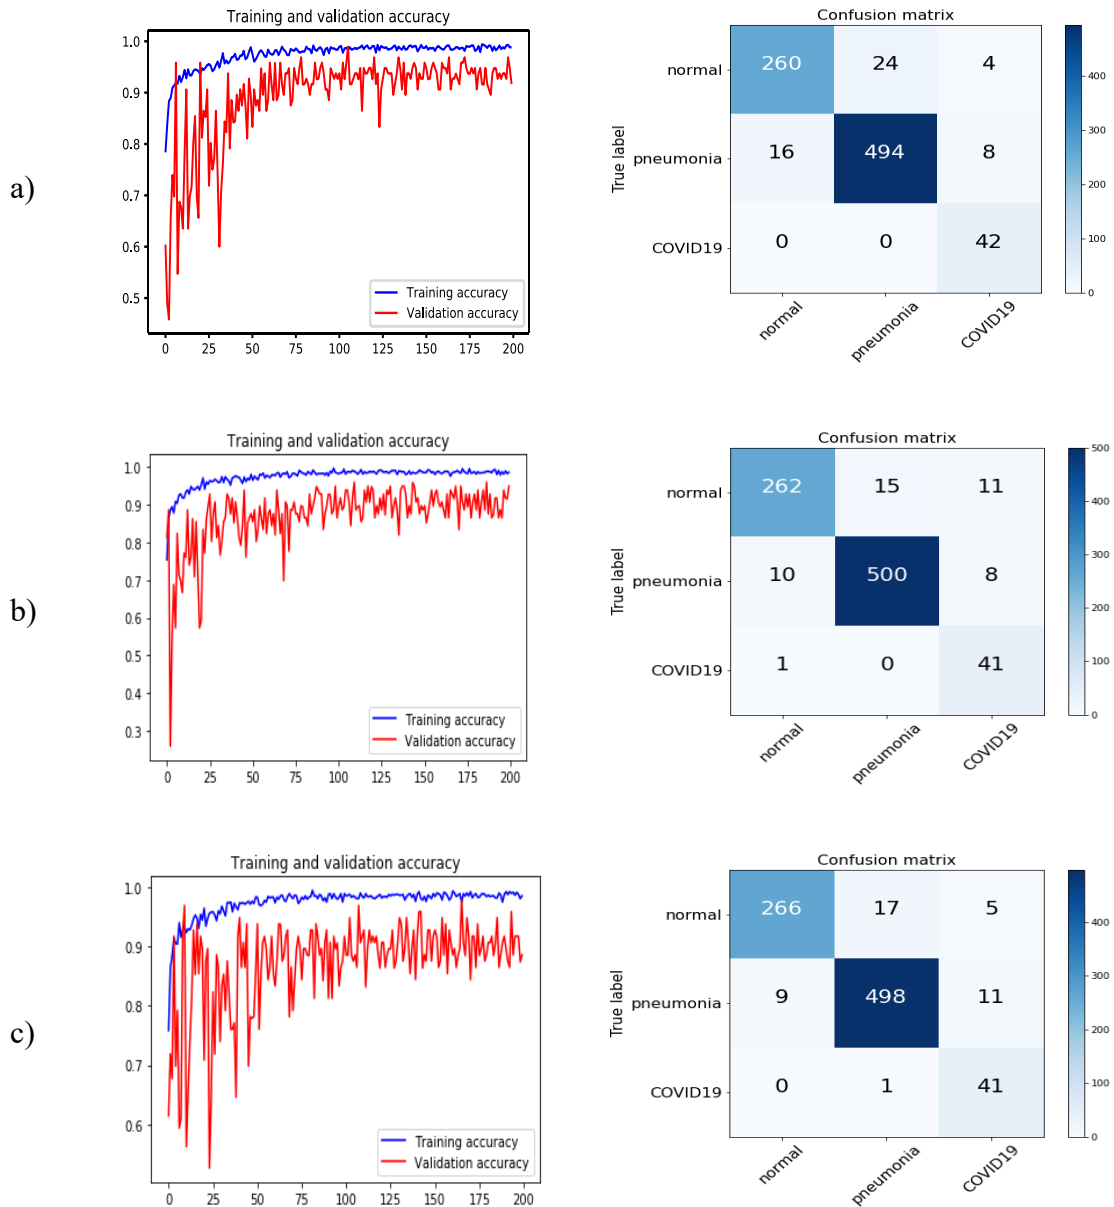 a)
Training and validation accuracy
1.0
0.9
0.8
0.7
0.6
0.5
Training accuracy
Validation accuracy
0 25 50 75 100 125 150 175 200
Confusion matrix
True label
normal 260 24 4
pneumonia 16 494 8
COVID19 0 0 42
normal pneumonia COVID19
400
300
200
100
0
b)
Training and validation accuracy
1.0
0.9
0.8
0.7
0.6
0.5
0.4
0.3
Training accuracy
Validation accuracy
0 25 50 75 100 125 150 175 200
Confusion matrix
True label
normal 262 15 11
pneumonia 10 500 8
COVID19 1 0 41
normal pneumonia COVID19
500
400
300
200
100
0
c)
Training and validation accuracy
1.0
0.9
0.8
0.7
0.6
Training accuracy
Validation accuracy
0 25 50 75 100 125 150 175 200
Confusion matrix
True label
normal 266 17 5
pneumonia 9 498 11
COVID19 0 1 41
normal pneumonia COVID19
400
300
200
100
0